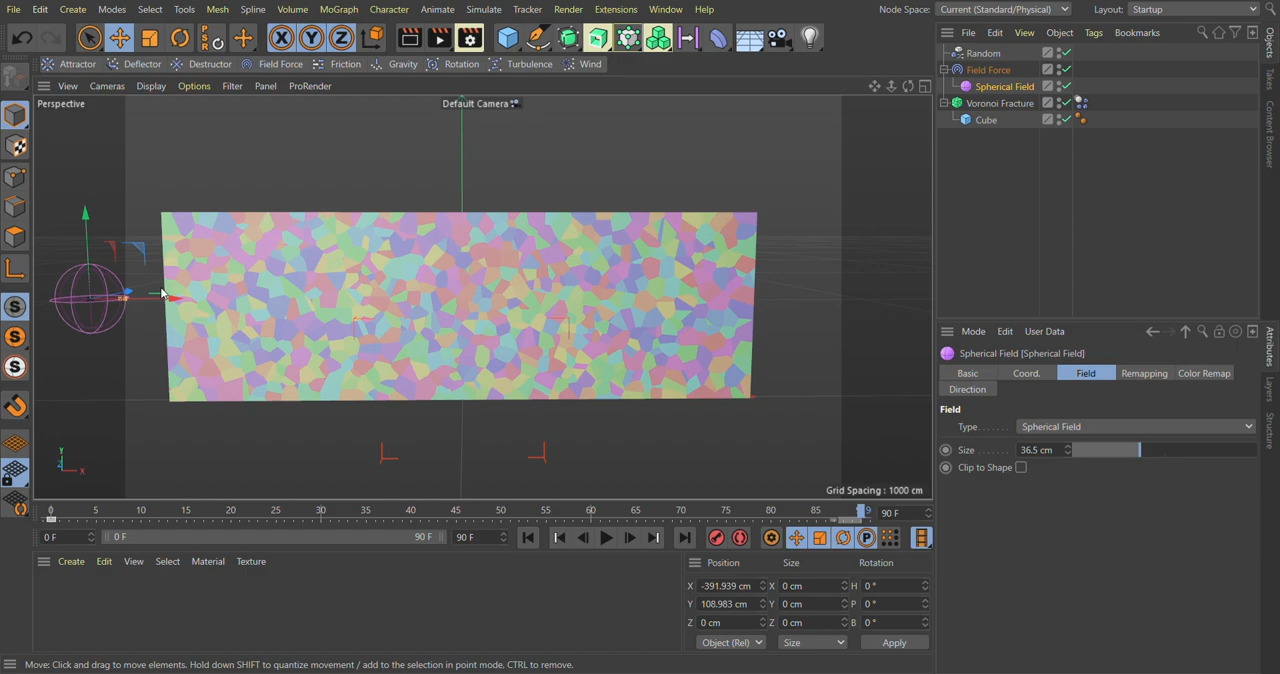 File Edit Create Modes Select Tools Mesh Spline Volume MoGraph Character Animate Simulate Tracker Render Extensions Window Help Node Space: Current (Standard/Physical) Layout: Startup
X Y Z File Edit View Object Tags Bookmarks
Attractor Deflector Destructor Field Force Friction Gravity Rotation Turbulence Wind
View Cameras Display Options Filter Panel ProRender
Perspective Default Camera
Random
Field Force
Spherical Field
Voronoi Fracture
Cube
Objects
Takes
Content Browser
Y
Z X
Grid Spacing : 1000 cm
0 5 10 15 20 25 30 35 40 45 50 55 60 65 70 75 80 85 9 90 F
0 F 0 F 90 F 90 F P
Create Edit View Select Material Texture
Position Size Rotation
X -391.939 cm X 0 cm H 0 °
Y 108.983 cm Y 0 cm P 0 °
Z 0 cm Z 0 cm B 0 °
Object (Rel) Size Apply
Move: Click and drag to move elements. Hold down SHIFT to quantize movement / add to the selection in point mode, CTRL to remove.
Mode Edit User Data
Spherical Field [Spherical Field]
Basic Coord. Field Remapping Color Remap
Direction
Field
Type Spherical Field
Size 36.5 cm
Clip to Shape
Attributes
Layers
Structure